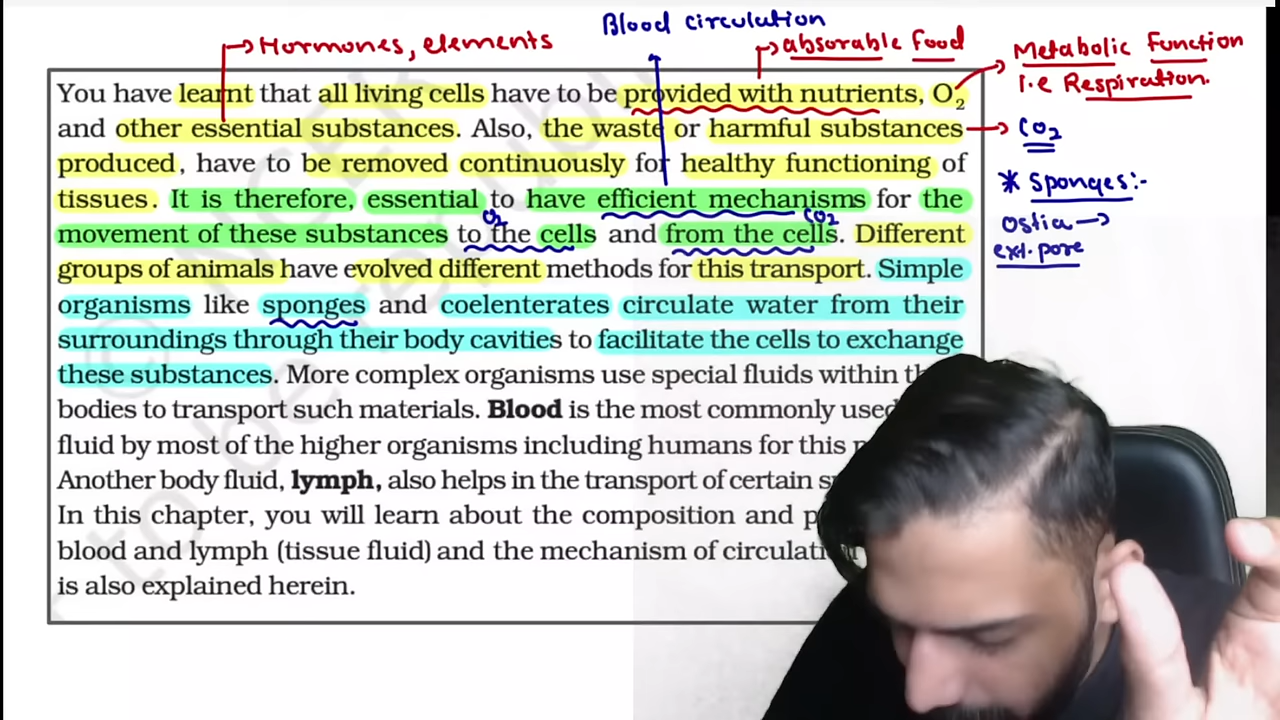 Blood circulation
→Hormones, elements
→absorable food
Metabolic Function
i.e Respiration.
You have learnt that all living cells have to be provided with nutrients, O2
and other essential substances. Also, the waste or harmful substances
→ CO2
produced, have to be removed continuously for healthy functioning of
tissues. It is therefore, essential to have efficient mechanisms for the
* Sponges:-
O2
CO2
movement of these substances to the cells and from the cells. Different
Ostia →
ext. pore
groups of animals have evolved different methods for this transport. Simple
organisms like sponges and coelenterates circulate water from their
surroundings through their body cavities to facilitate the cells to exchange
these substances. More complex organisms use special fluids within
bodies to transport such materials. Blood is the most commonly used
fluid by most of the higher organisms including humans for this
Another body fluid, lymph, also helps in the transport of certain
In this chapter, you will learn about the composition and
blood and lymph (tissue fluid) and the mechanism of
is also explained herein.